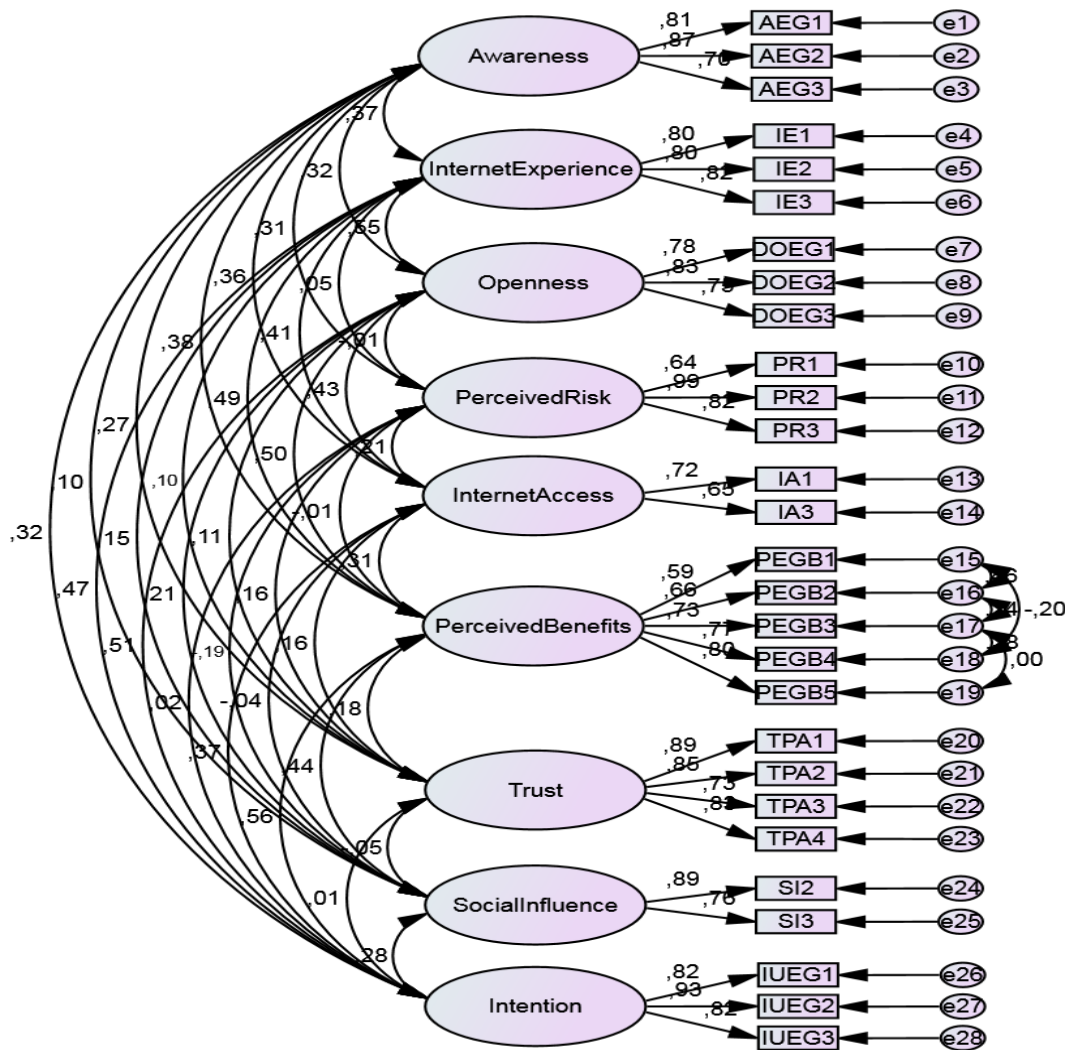 ,81 AEG1 e1
,87 AEG2 e2
Awareness
AEG3 e3
,37
,80 IE1 e4
,80 IE2 e5
InternetExperience
,82 IE3 e6
,32
,31 ,55
,78 DOEG1 e7
,83 DOEG2 e8
Openness
,75 DOEG3 e9
,36 ,05
,38 ,41 -,01
,64 PR1 e10
,99 PR2 e11
PerceivedRisk
,82 PR3 e12
,49 ,43
,27 ,50 ,21
,72 IA1 e13
InternetAccess
,65 IA3 e14
,10 ,10 -,01
,32 ,15 ,11 ,31
,59 PEGB1 e15
,66 PEGB2 e16
,73 PEGB3 e17 -,20
PerceivedBenefits
PEGB4 e18
,80 PEGB5 e19 ,00
,47 ,21 ,16
,51 -,19 ,16
,02 -,04 ,18
,37 ,44
,89 TPA1 e20
,85 TPA2 e21
Trust
,73 TPA3 e22
TPA4 e23
,56
-,05
,01
,89 SI2 e24
SocialInfluence
,76 SI3 e25
,28
,82 IUEG1 e26
,93 IUEG2 e27
Intention
,82 IUEG3 e28